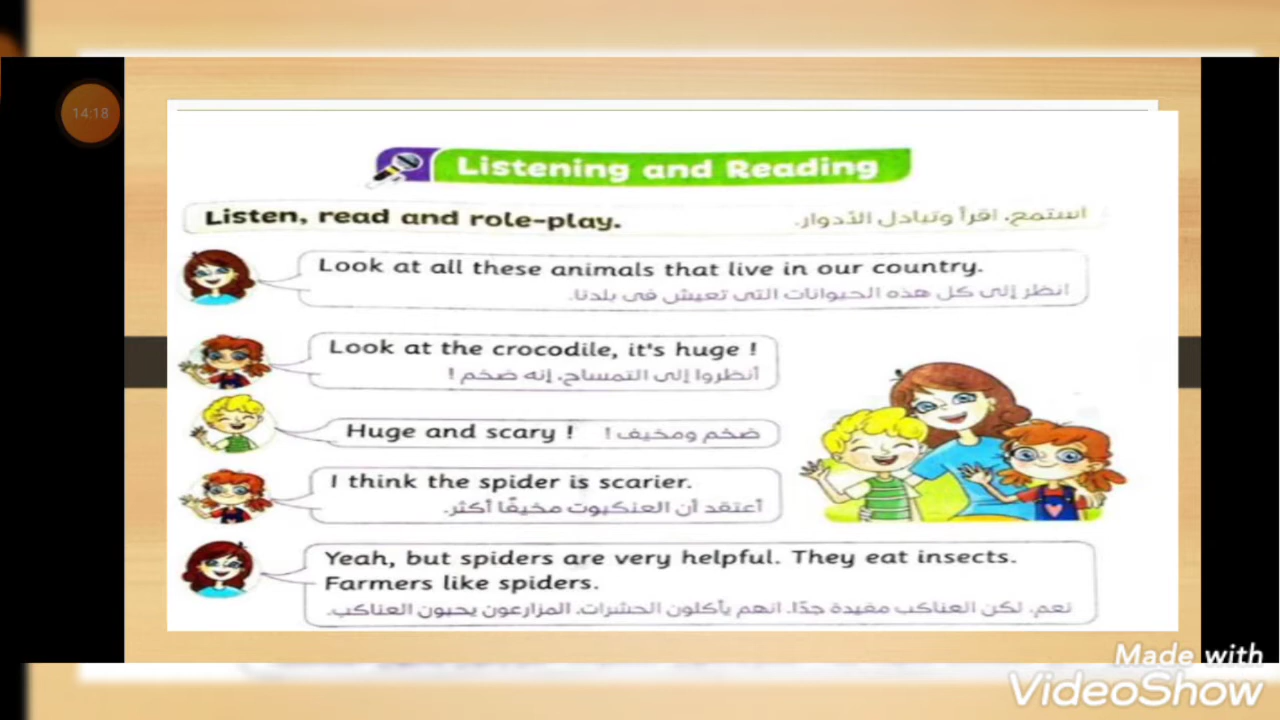 14:18
Listening and Reading
Listen, read and role-play.
استمع، اقرأ وتبادل الأدوار.
Look at all these animals that live in our country.
انظر إلى كل هذه الحيوانات التى تعيش فى بلدنا.
Look at the crocodile, it's huge !
أنظروا إلى التمساح، إنه ضخم !
Huge and scary !
ضخم ومخيف !
I think the spider is scarier.
أعتقد أن العنكبوت مخيفًا أكثر.
Yeah, but spiders are very helpful. They eat insects.
Farmers like spiders.
نعم، لكن العناكب مفيدة جدًا. انهم يأكلون الحشرات. المزارعون يحبون العناكب.
Made with
VideoShow